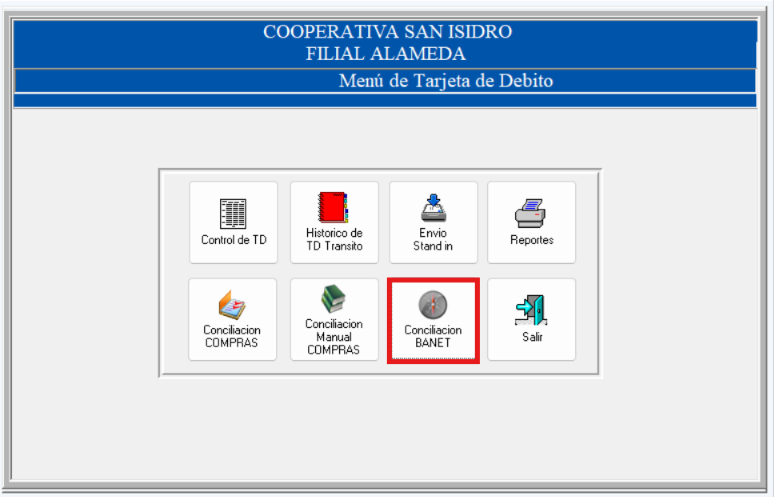 COOPERATIVA SAN ISIDRO
FILIAL ALAMEDA
Menú de Tarjeta de Debito
Control de TD
Historico de
TD Transito
Envio
Stand in
Reportes
Conciliacion
COMPRAS
Conciliacion
Manual
COMPRAS
Conciliacion
BANET
Salir